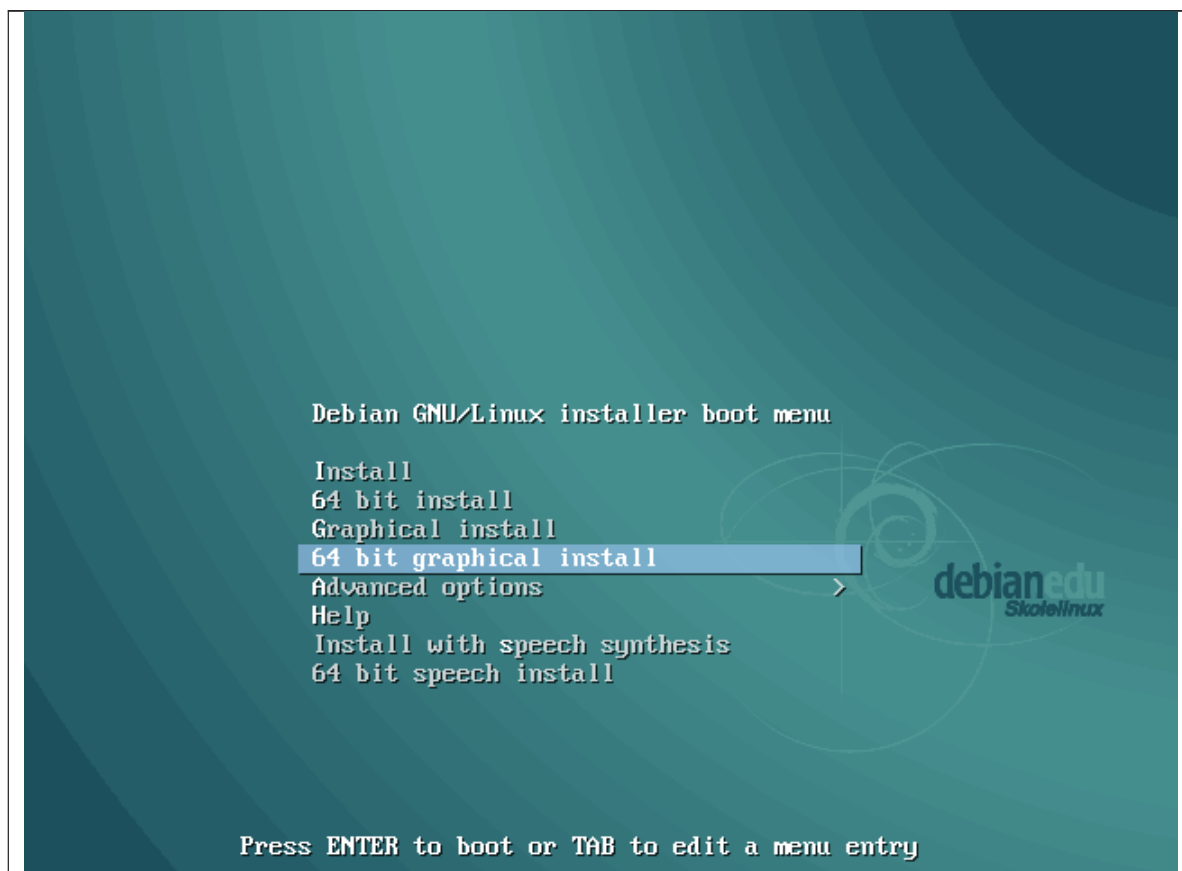 Debian GNU/Linux installer boot menu
Install
64 bit install
Graphical install
64 bit graphical install
Advanced options >
Help
Install with speech synthesis
64 bit speech install
debianedu
Skolelinux
Press ENTER to boot or TAB to edit a menu entry